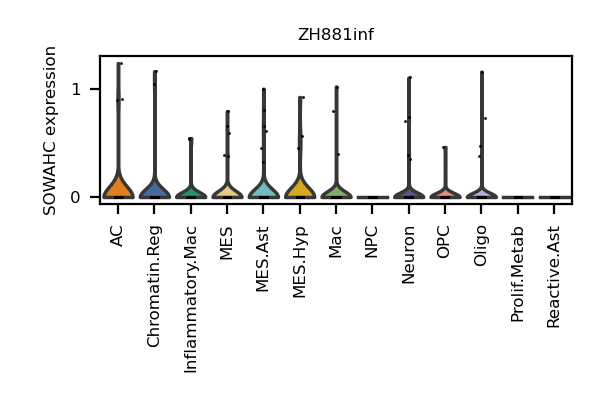 ZH881inf
SOWAHC expression
1
0
AC
Chromatin.Reg
Inflammatory.Mac
MES
MES.Ast
MES.Hyp
Mac
NPC
Neuron
OPC
Oligo
Prolif.Metab
Reactive.Ast